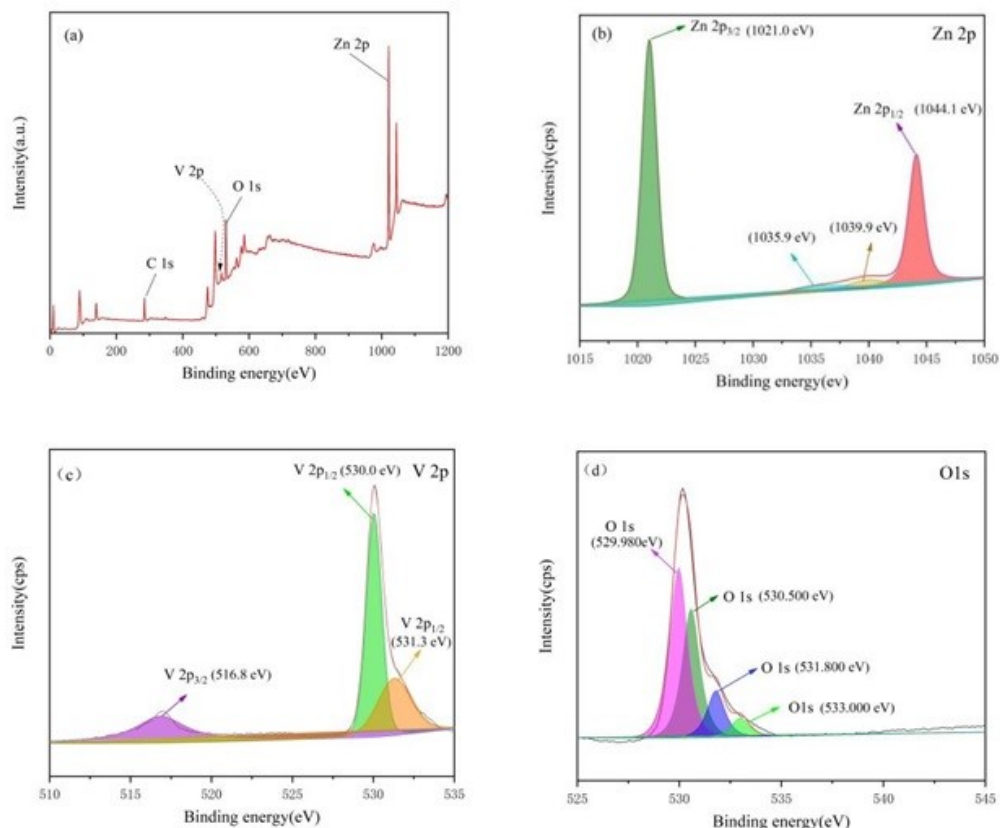 (a)
Zn 2p
V 2p
O 1s
C 1s
Intensity(a.u.)
0 200 400 600 800 1000 1200
Binding energy(eV)
(b)
Zn 2p
Zn 2p3/2 (1021.0 eV)
Zn 2p1/2 (1044.1 eV)
(1035.9 eV)
(1039.9 eV)
Intensity(cps)
1015 1020 1025 1030 1035 1040 1045 1050
Binding energy(ev)
(c)
V 2p
V 2p1/2 (530.0 eV)
V 2p1/2
(531.3 eV)
V 2p3/2 (516.8 eV)
Intensity(cps)
510 515 520 525 530 535
Binding energy(eV)
(d)
O1s
O 1s
(529.980eV)
O 1s (530.500 eV)
O 1s (531.800 eV)
O1s (533.000 eV)
Intensity(cps)
525 530 535 540 545
Binding energy(eV)